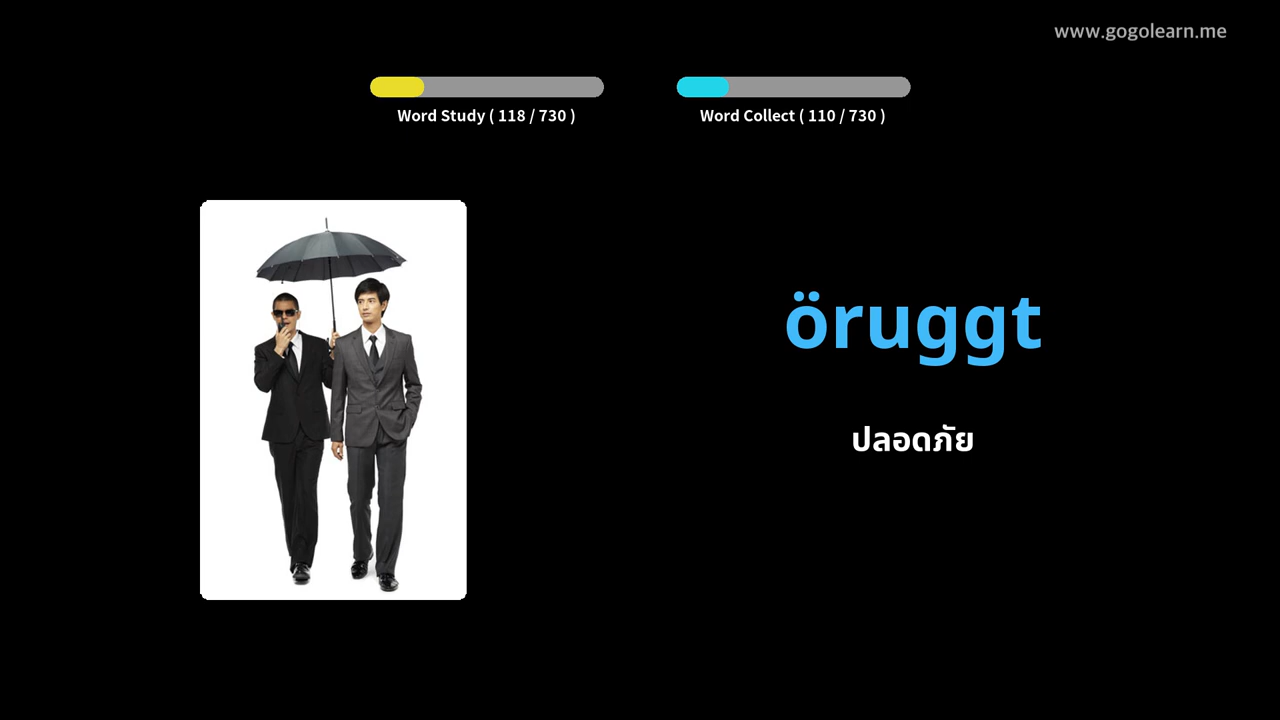 www.gogolearn.me
Word Study ( 118 / 730 )
Word Collect ( 110 / 730 )
öruggt
ปลอดภัย